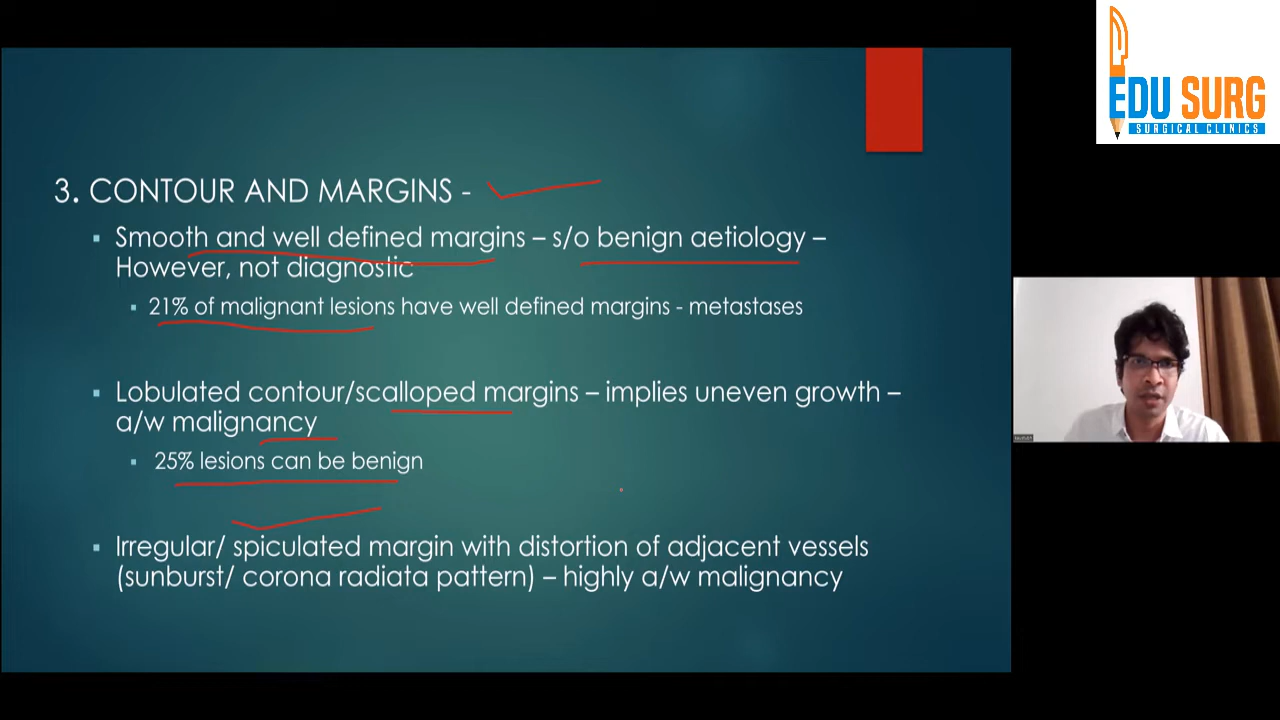 EDU SURG
SURGICAL CLINICS
3. CONTOUR AND MARGINS -
▪ Smooth and well defined margins – s/o benign aetiology –
However, not diagnostic
▪ 21% of malignant lesions have well defined margins - metastases
▪ Lobulated contour/scalloped margins – implies uneven growth –
a/w malignancy
▪ 25% lesions can be benign
▪ Irregular/ spiculated margin with distortion of adjacent vessels
(sunburst/ corona radiata pattern) – highly a/w malignancy